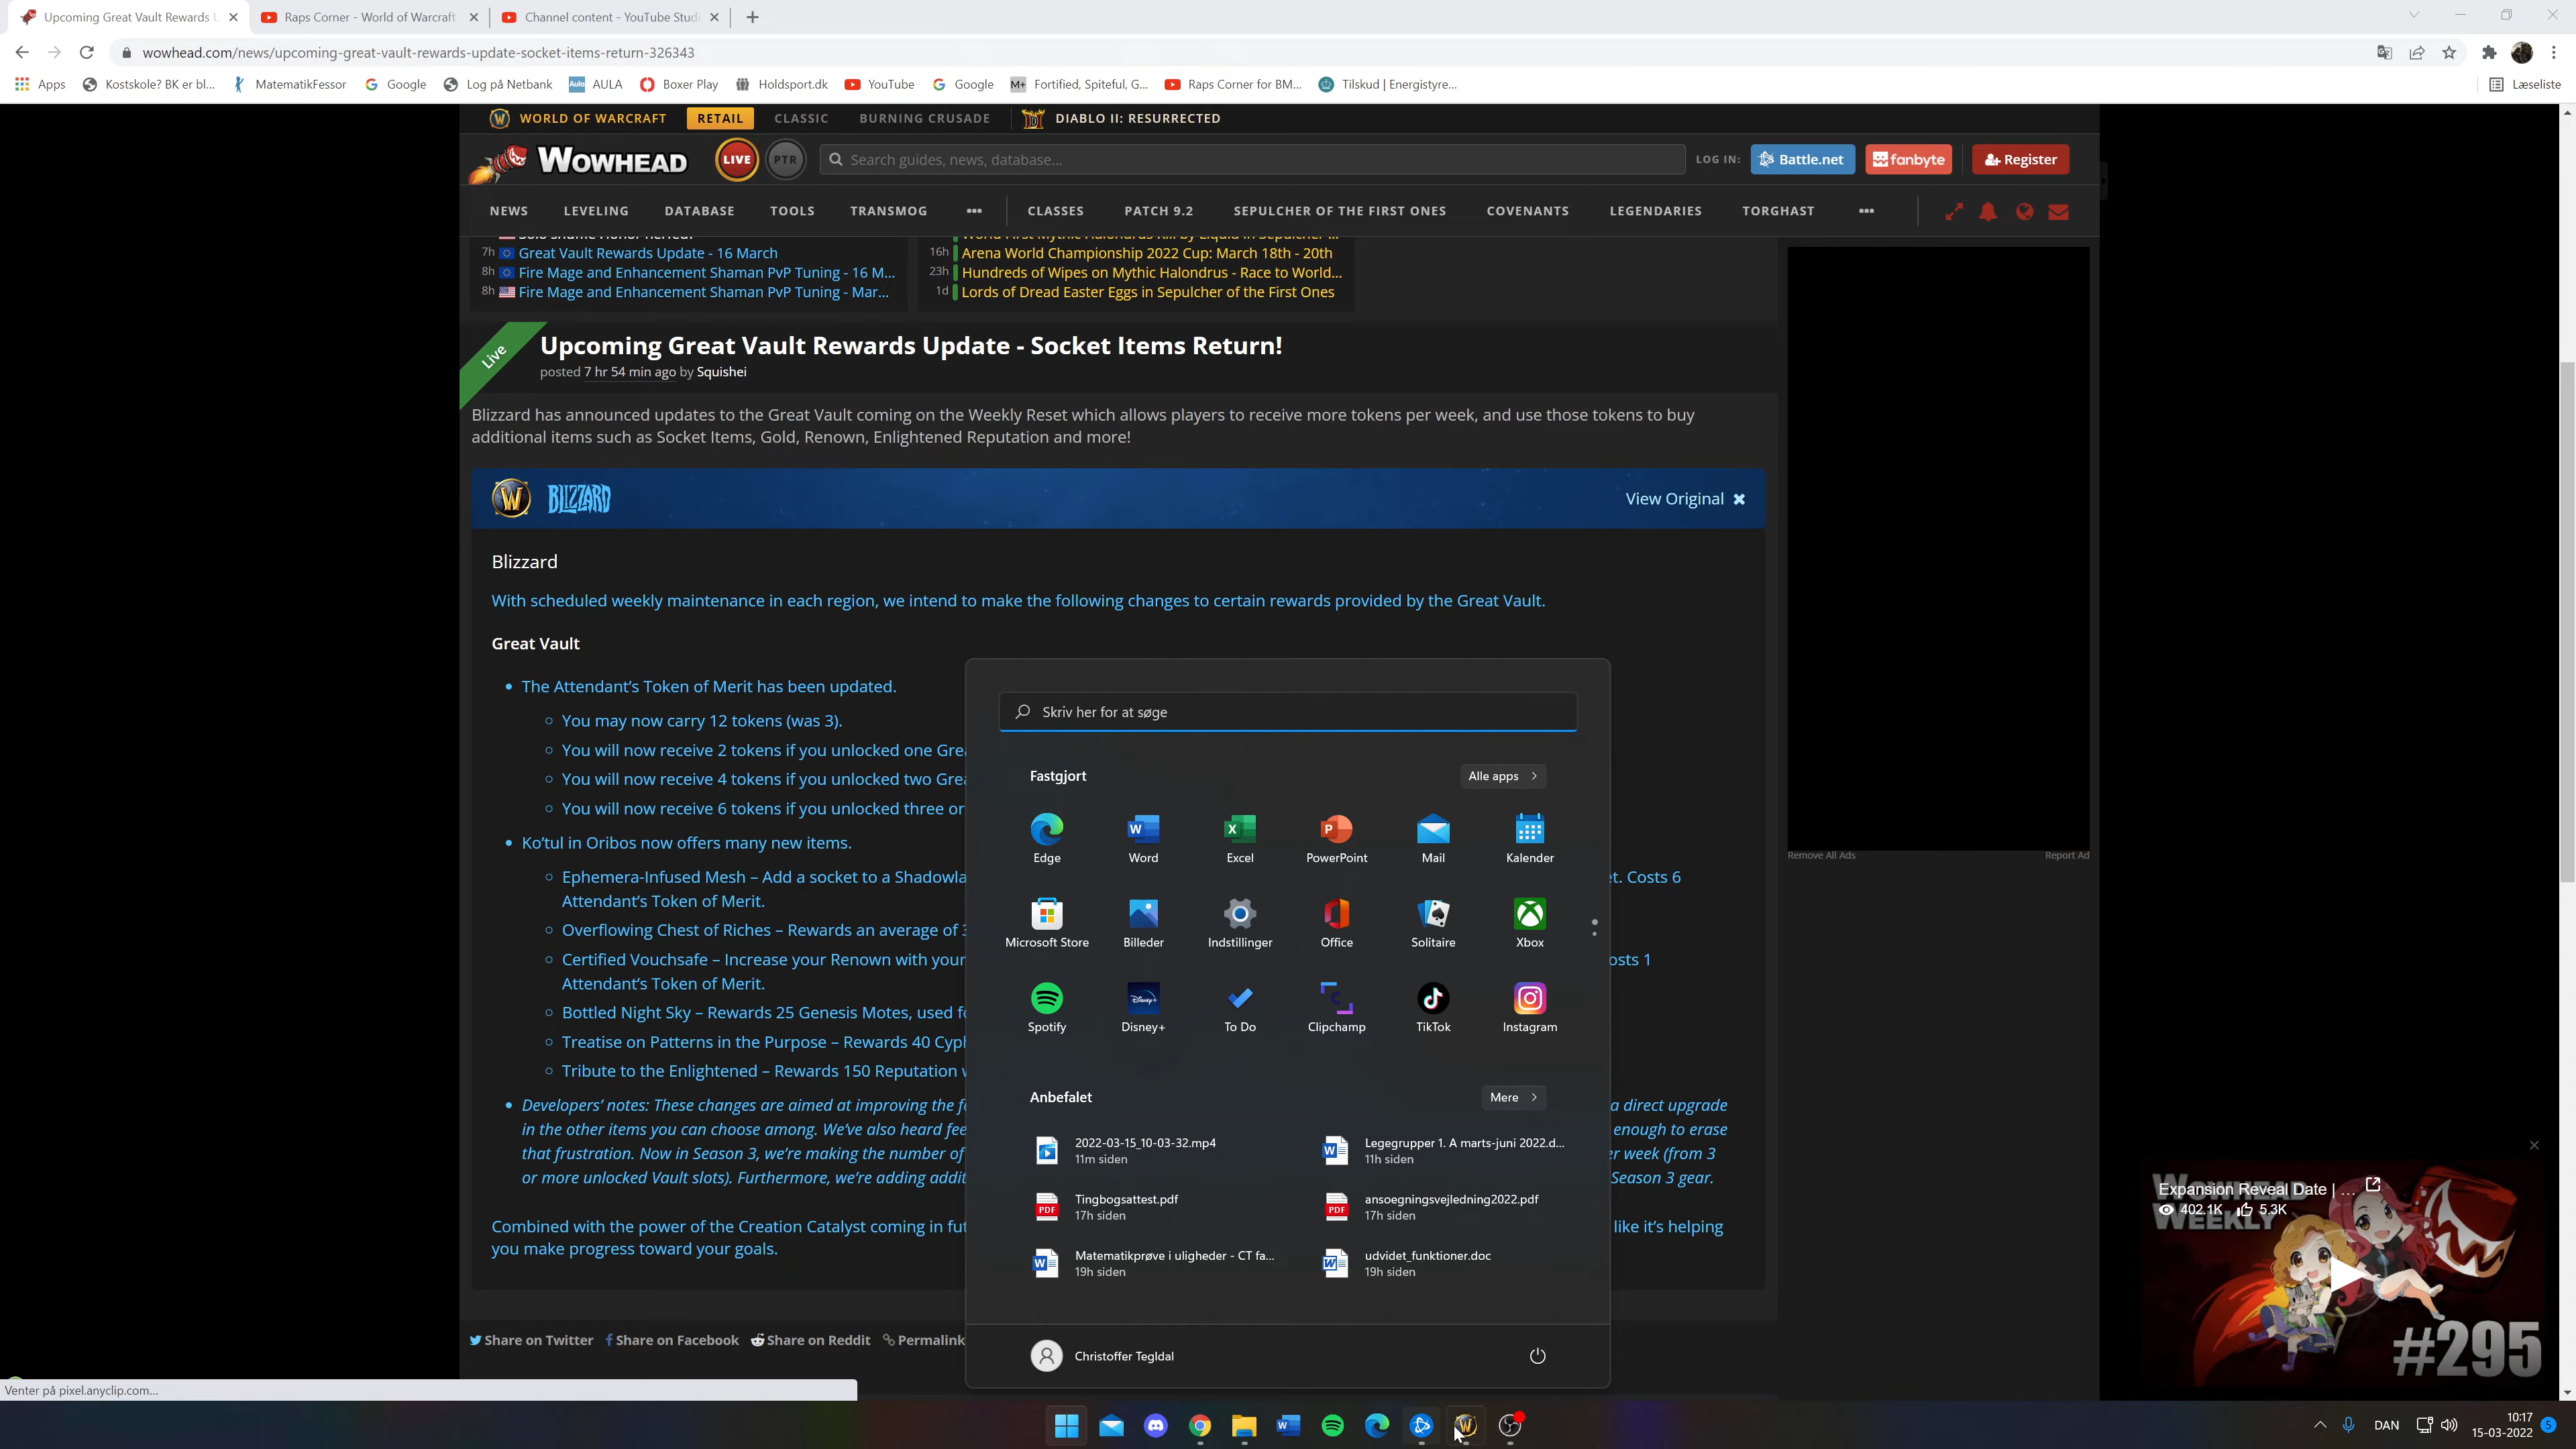 Upcoming Great Vault Rewards U
Raps Corner - World of Warcraft
Channel content - YouTube Studi
wowhead.com/news/upcoming-great-vault-rewards-update-socket-items-return-326343
Apps
Kostskole? BK er bl...
MatematikFessor
Google
Log på Netbank
AULA
Boxer Play
Holdsport.dk
YouTube
Google
M+ Fortified, Spiteful, G...
Raps Corner for BM...
Tilskud | Energistyre...
Læseliste
WORLD OF WARCRAFT
RETAIL
CLASSIC
BURNING CRUSADE
DIABLO II: RESURRECTED
WOWHEAD
LIVE
PTR
Search guides, news, database...
LOG IN:
Battle.net
fanbyte
Register
NEWS
LEVELING
DATABASE
TOOLS
TRANSMOG
CLASSES
PATCH 9.2
SEPULCHER OF THE FIRST ONES
COVENANTS
LEGENDARIES
TORGHAST
7h Great Vault Rewards Update - 16 March
8h Fire Mage and Enhancement Shaman PvP Tuning - 16 M...
8h Fire Mage and Enhancement Shaman PvP Tuning - Mar...
World First Mythic Halondrus Kill by Liquid in Sepulcher ...
16h Arena World Championship 2022 Cup: March 18th - 20th
23h Hundreds of Wipes on Mythic Halondrus - Race to World...
1d Lords of Dread Easter Eggs in Sepulcher of the First Ones
Live
Upcoming Great Vault Rewards Update - Socket Items Return!
posted 7 hr 54 min ago by Squishei
Blizzard has announced updates to the Great Vault coming on the Weekly Reset which allows players to receive more tokens per week, and use those tokens to buy
additional items such as Socket Items, Gold, Renown, Enlightened Reputation and more!
BLIZZARD
View Original
Blizzard
With scheduled weekly maintenance in each region, we intend to make the following changes to certain rewards provided by the Great Vault.
Great Vault
The Attendant's Token of Merit has been updated.
You may now carry 12 tokens (was 3).
You will now receive 2 tokens if you unlocked one Grea
You will now receive 4 tokens if you unlocked two Grea
You will now receive 6 tokens if you unlocked three or
Ko'tul in Oribos now offers many new items.
Ephemera-Infused Mesh – Add a socket to a Shadowla
et. Costs 6
Attendant's Token of Merit.
Overflowing Chest of Riches – Rewards an average of 3
Certified Vouchsafe – Increase your Renown with your
osts 1
Attendant's Token of Merit.
Bottled Night Sky – Rewards 25 Genesis Motes, used fo
Treatise on Patterns in the Purpose – Rewards 40 Cyph
Tribute to the Enlightened – Rewards 150 Reputation w
Developers' notes: These changes are aimed at improving the fe
a direct upgrade
in the other items you can choose among. We've also heard fee
enough to erase
that frustration. Now in Season 3, we're making the number of
er week (from 3
or more unlocked Vault slots). Furthermore, we're adding addit
Season 3 gear.
Combined with the power of the Creation Catalyst coming in fut
like it's helping
you make progress toward your goals.
Share on Twitter
Share on Facebook
Share on Reddit
Permalink
Venter på pixel.anyclip.com...
Skriv her for at søge
Fastgjort
Alle apps
Edge
Word
Excel
PowerPoint
Mail
Kalender
Microsoft Store
Billeder
Indstillinger
Office
Solitaire
Xbox
Spotify
Disney+
To Do
Clipchamp
TikTok
Instagram
Anbefalet
Mere
2022-03-15_10-03-32.mp4
11m siden
Legegrupper 1. A marts-juni 2022.d...
11h siden
Tingbogsattest.pdf
17h siden
ansoegningsvejledning2022.pdf
17h siden
Matematikprøve i uligheder - CT fa...
19h siden
udvidet_funktioner.doc
19h siden
Christoffer Tegldal
Remove All Ads
Report Ad
WOWHEAD
WEEKLY
Expansion Reveal Date | ...
402.1K
5.3K
#295
DAN
10:17
15-03-2022
5